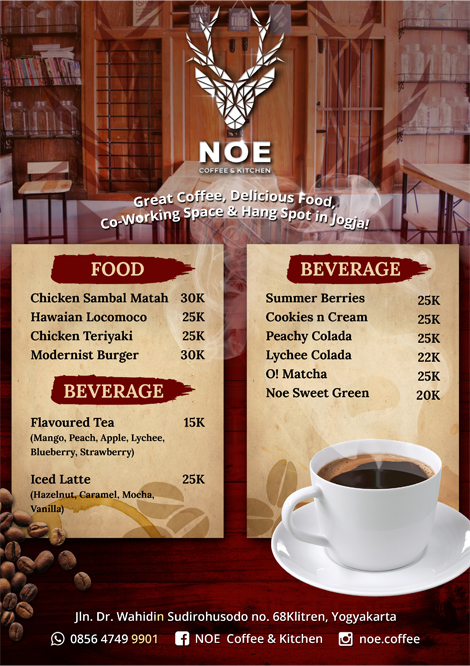 NOE
COFFEE & KITCHEN
Great Coffee, Delicious Food,
Co-Working Space & Hang Spot in Jogja!
FOOD
Chicken Sambal Matah 30K
Hawaian Locomoco 25K
Chicken Teriyaki 25K
Modernist Burger 30K
BEVERAGE
Flavoured Tea 15K
(Mango, Peach, Apple, Lychee,
Blueberry, Strawberry)
Iced Latte 25K
(Hazelnut, Caramel, Mocha,
Vanilla)
BEVERAGE
Summer Berries 25K
Cookies n Cream 25K
Peachy Colada 25K
Lychee Colada 22K
O! Matcha 25K
Noe Sweet Green 20K
Jln. Dr. Wahidin Sudirohusodo no. 68Klitren, Yogyakarta
0856 4749 9901 NOE Coffee & Kitchen noe.coffee